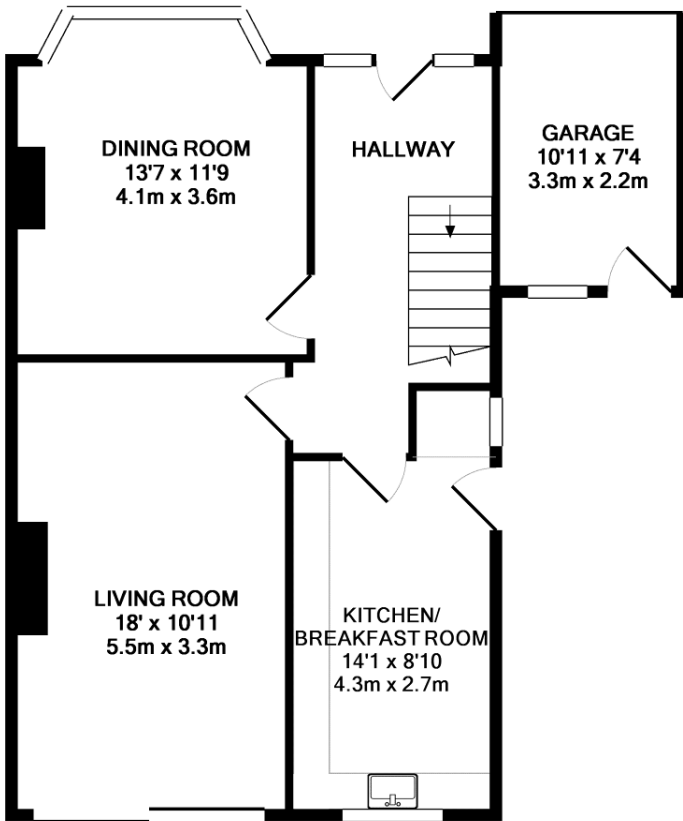 DINING ROOM
13'7 x 11'9
4.1m x 3.6m
HALLWAY
GARAGE
10'11 x 7'4
3.3m x 2.2m
LIVING ROOM
18' x 10'11
5.5m x 3.3m
KITCHEN/
BREAKFAST ROOM
14'1 x 8'10
4.3m x 2.7m